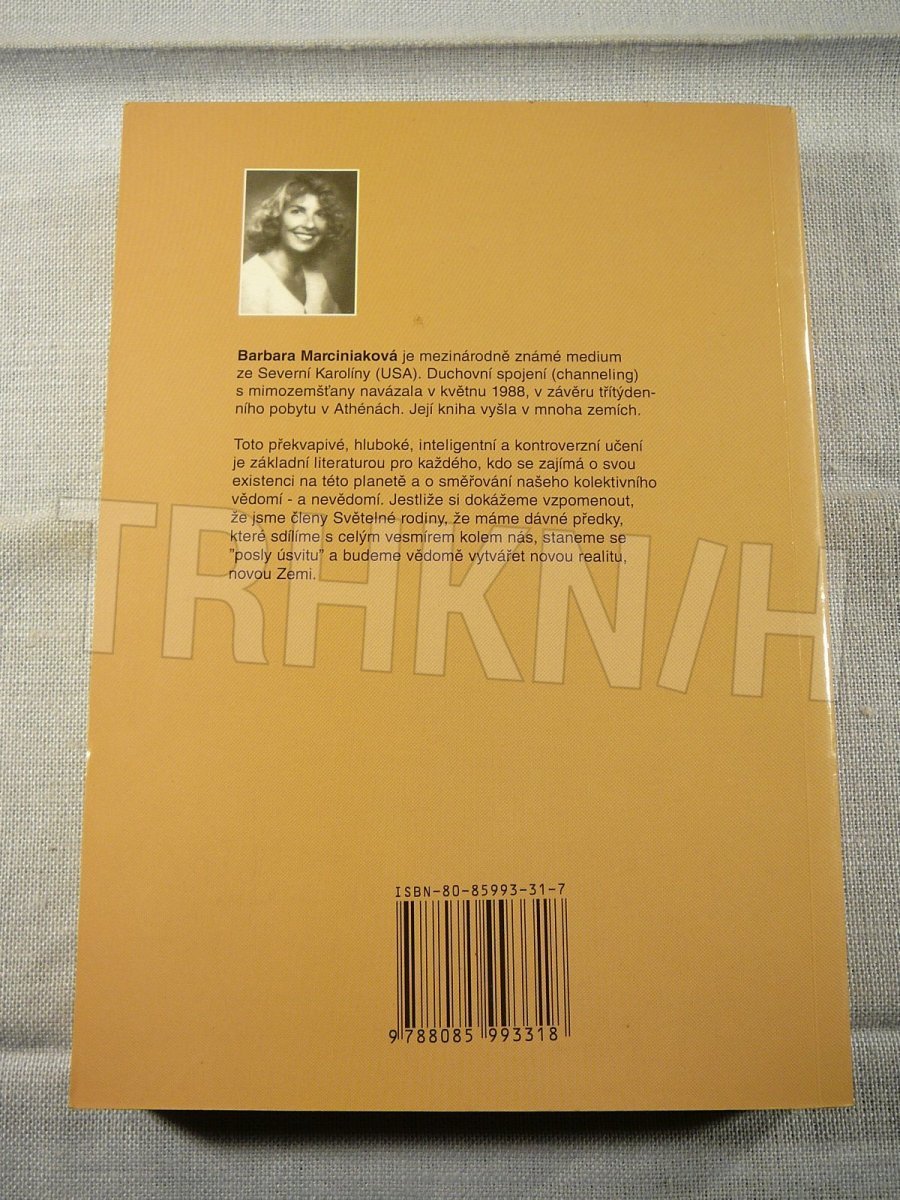 Barbara Marciniaková je mezinárodně známé medium
ze Severní Karolíny (USA). Duchovní spojení (channeling)
s mimozemšťany navázala v květnu 1988, v závěru třítýden-
ního pobytu v Athénách. Její kniha vyšla v mnoha zemích.
Toto překvapivé, hluboké, inteligentní a kontroverzní učení
je základní literaturou pro každého, kdo se zajímá o svou
existenci na této planetě a o směřování našeho kolektivního
vědomí - a nevědomí. Jestliže si dokážeme vzpomenout,
že jsme členy Světelné rodiny, že máme dávné předky,
které sdílíme s celým vesmírem kolem nás, staneme se
"posly úsvitu" a budeme vědomě vytvářet novou realitu,
novou Zemi.
TRHKNIH
ISBN-80-85993-31-7
9 788085 993318